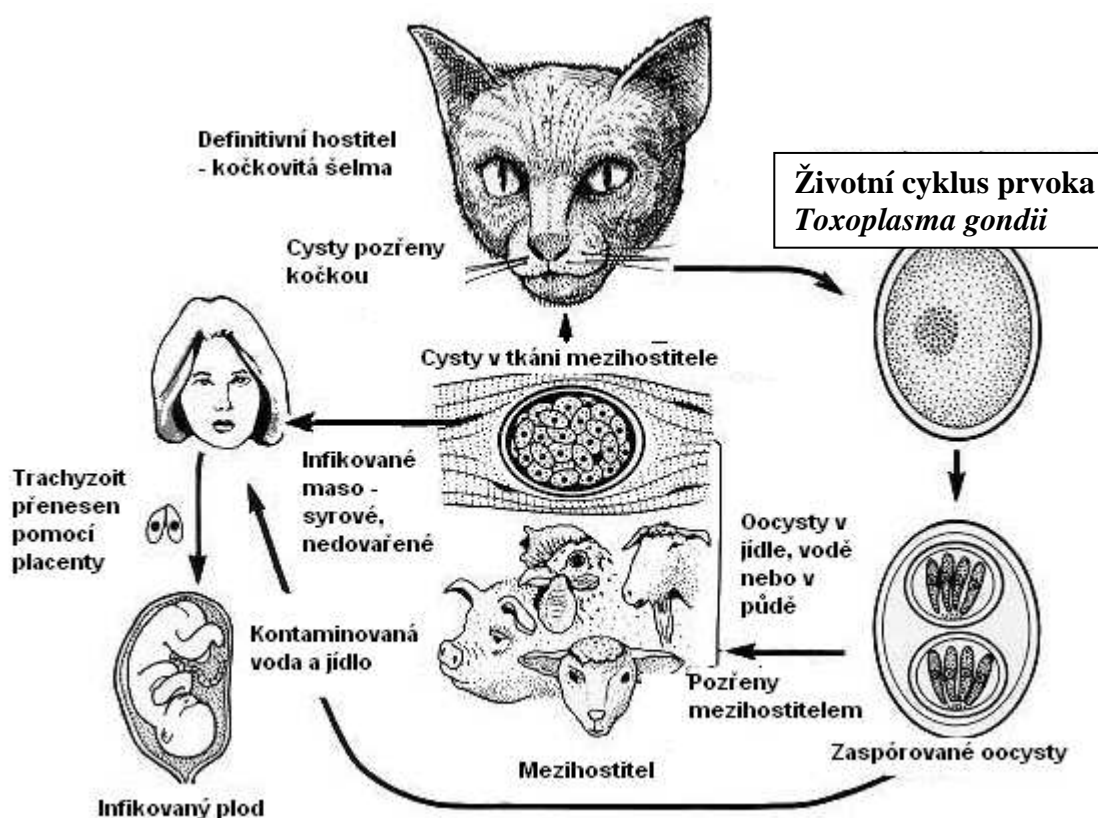 Definitivní hostitel
- kočkovitá šelma
Životní cyklus prvoka
Toxoplasma gondii
Cysty pozřeny
kočkou
Cysty v tkáni mezihostitele
Trachyzoit
přenesen
pomocí
placenty
Infikované
maso -
syrové,
nedovařené
Oocysty v
jídle, vodě
nebo v
půdě
Kontaminovaná
voda a jídlo
Pozřeny
mezihostitelem
Zaspórované oocysty
Mezihostitel
Infikovaný plod